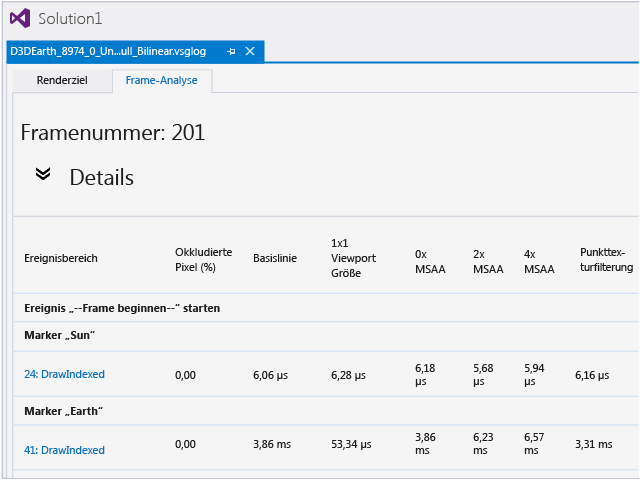 Solution1
D3DEarth_8974_0_Un...ull_Bilinear.vsglog
Renderziel Frame-Analyse
Framenummer: 201
Details
Ereignisbereich Okkludierte Pixel (%) Basislinie 1x1 Viewport Größe 0x MSAA 2x MSAA 4x MSAA Punkttex-turfilterung
Ereignis „--Frame beginnen--“ starten
Marker „Sun“
24: DrawIndexed 0,00 6,06 µs 6,28 µs 6,18 µs 5,68 µs 5,94 µs 6,16 µs
Marker „Earth“
41: DrawIndexed 0,00 3,86 ms 53,34 µs 3,86 ms 6,23 ms 6,57 ms 3,31 ms